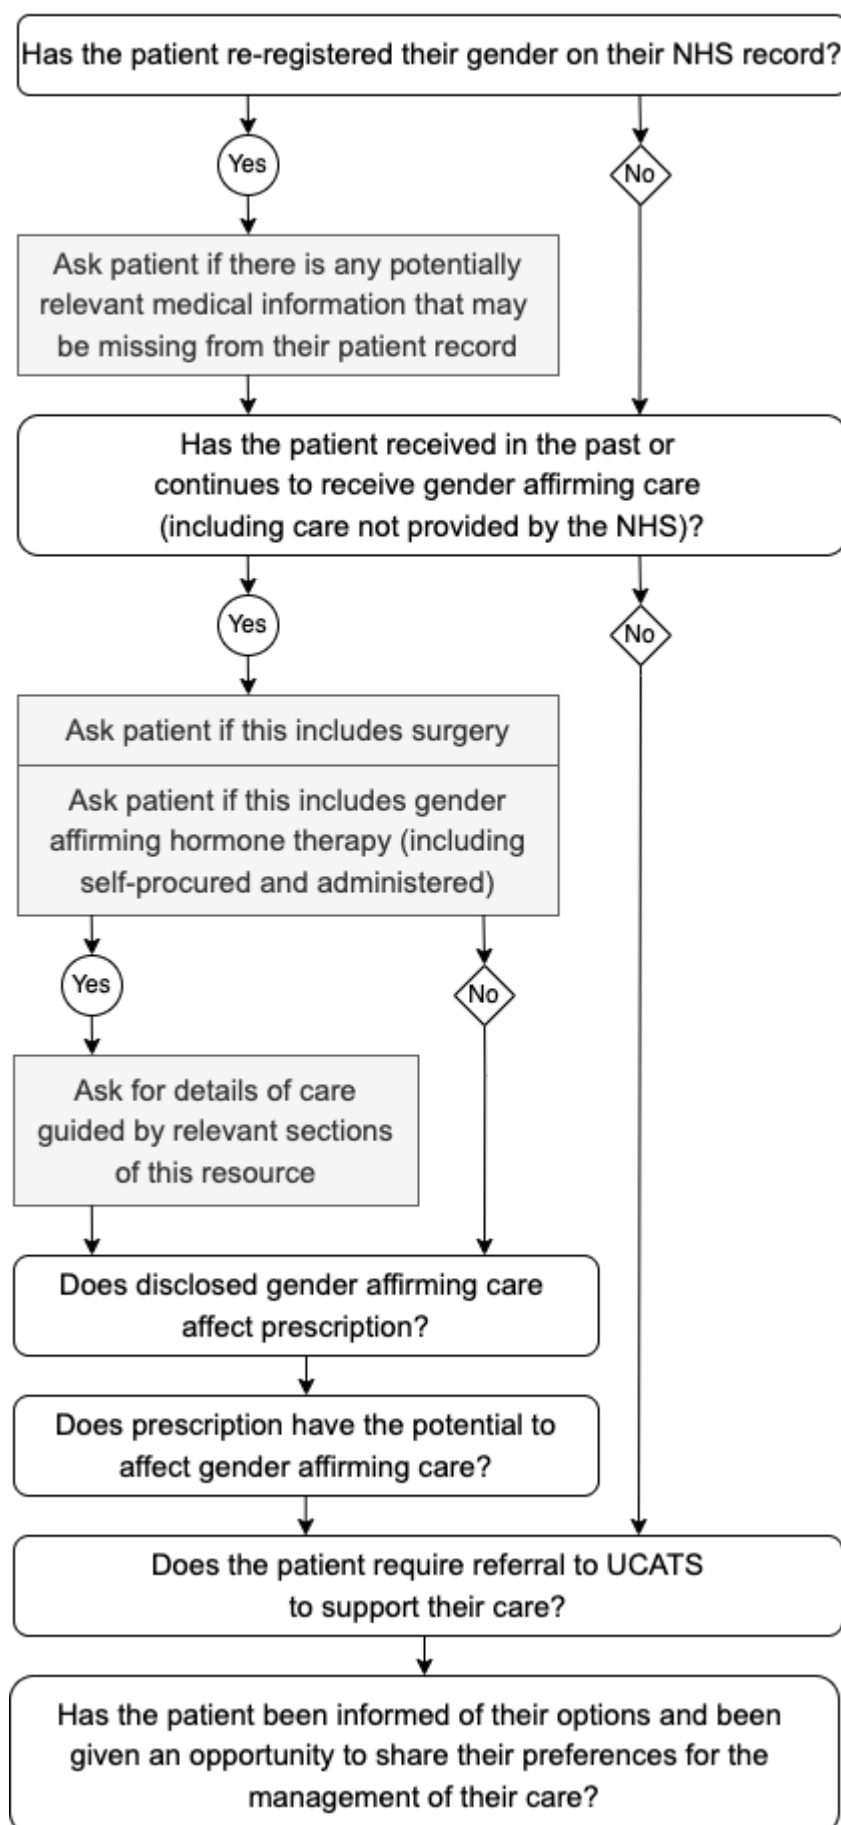 Has the patient re-registered their gender on their NHS record?
Yes
No
Ask patient if there is any potentially
relevant medical information that may
be missing from their patient record
Has the patient received in the past or
continues to receive gender affirming care
(including care not provided by the NHS)?
Yes
No
Ask patient if this includes surgery
Ask patient if this includes gender
affirming hormone therapy (including
self-procured and administered)
Yes
No
Ask for details of care
guided by relevant sections
of this resource
Does disclosed gender affirming care
affect prescription?
Does prescription have the potential to
affect gender affirming care?
Does the patient require referral to UCATS
to support their care?
Has the patient been informed of their options and been
given an opportunity to share their preferences for the
management of their care?